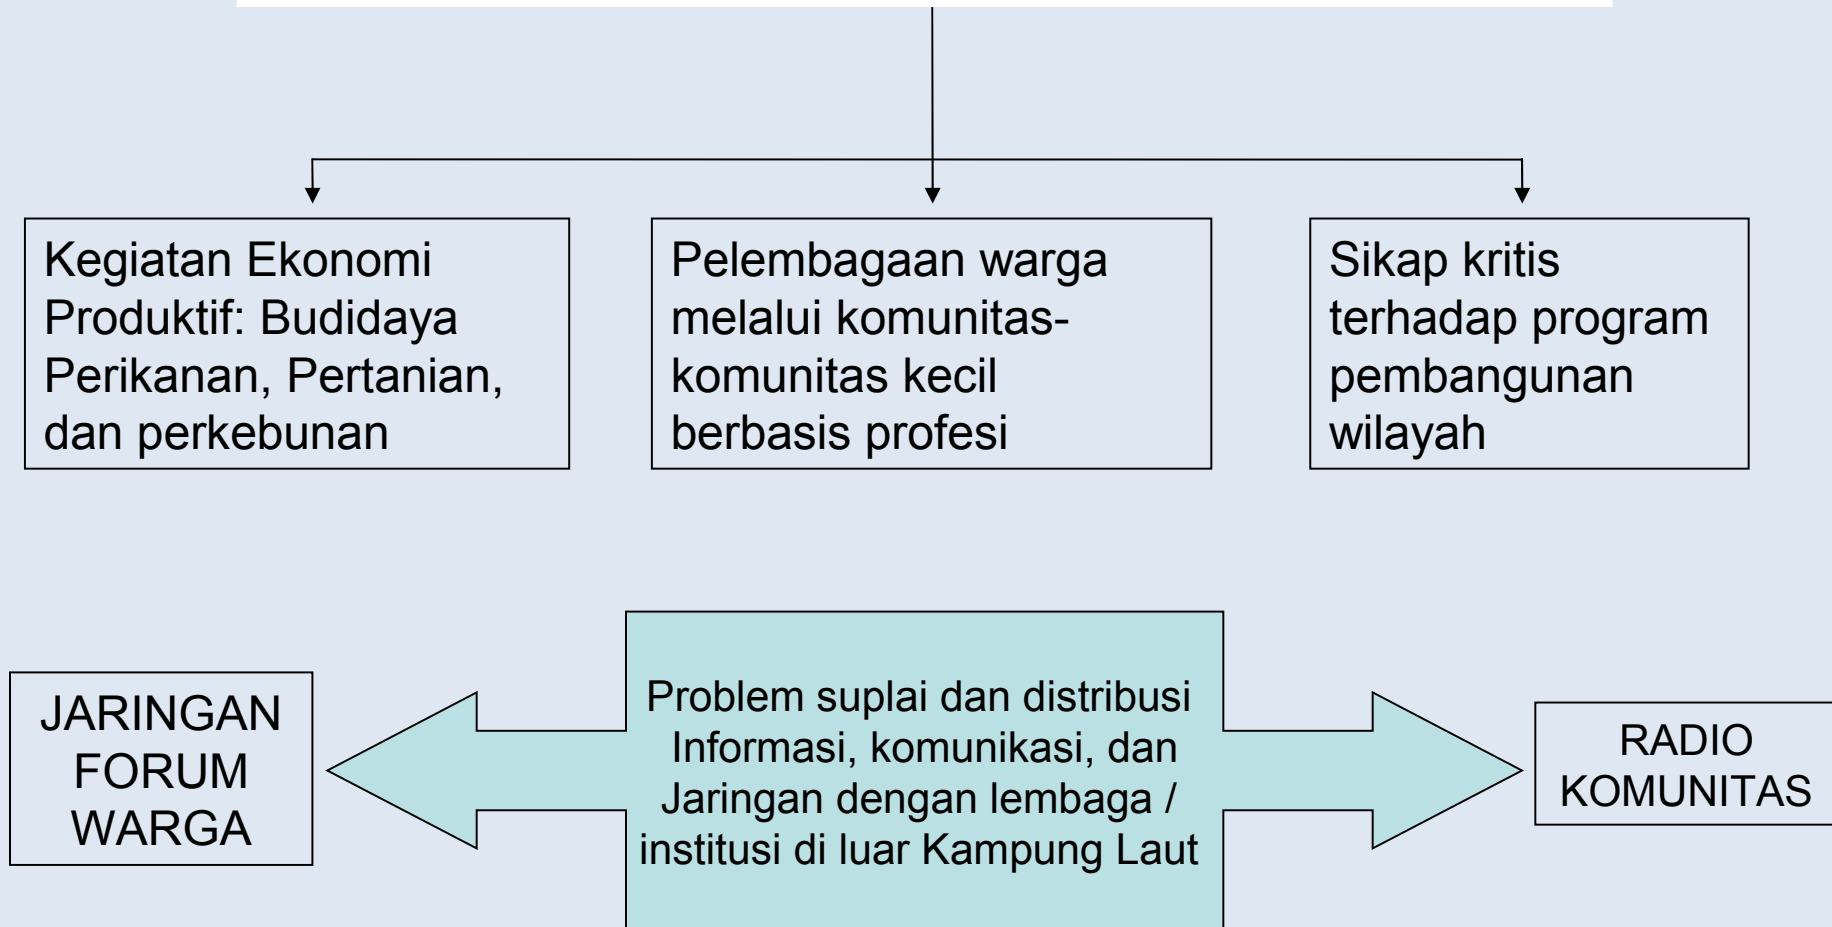 Kegiatan Ekonomi
Produktif: Budidaya
Perikanan, Pertanian,
dan perkebunan
Pelembagaan warga
melalui komunitas-
komunitas kecil
berbasis profesi
Sikap kritis
terhadap program
pembangunan
wilayah
JARINGAN
FORUM
WARGA
Problem suplai dan distribusi
Informasi, komunikasi, dan
Jaringan dengan lembaga /
institusi di luar Kampung Laut
RADIO
KOMUNITAS